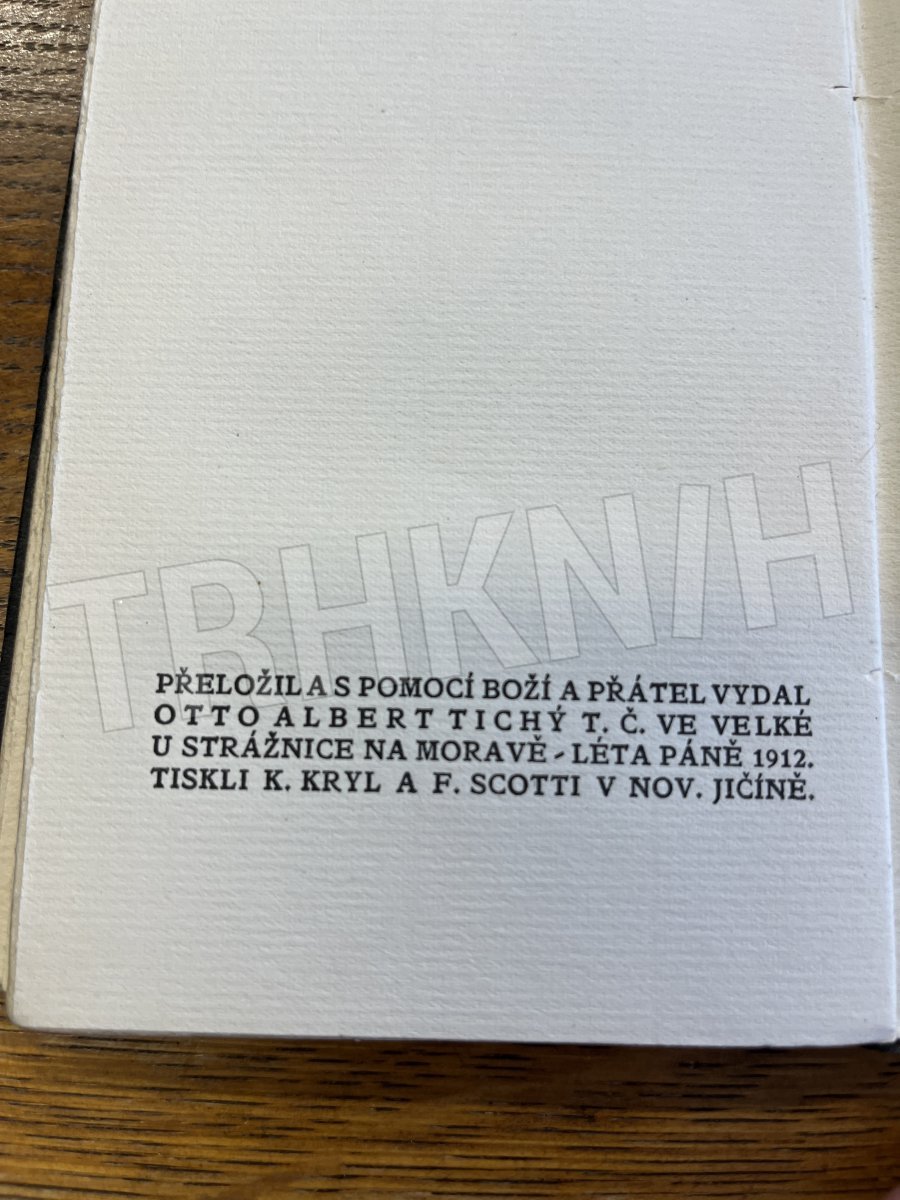 TRHKNIH
PŘELOŽIL A S POMOCÍ BOŽÍ A PŘÁTEL VYDAL
OTTO ALBERT TICHÝ T. Č. VE VELKÉ
U STRÁŽNICE NA MORAVĚ - LÉTA PÁNĚ 1912.
TISKLI K. KRYL A F. SCOTTI V NOV. JIČÍNĚ.